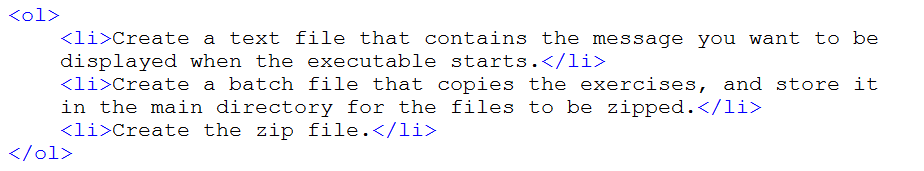 <ol>
<li>Create a text file that contains the message you want to be
displayed when the executable starts.</li>
<li>Create a batch file that copies the exercises, and store it
in the main directory for the files to be zipped.</li>
<li>Create the zip file.</li>
</ol>